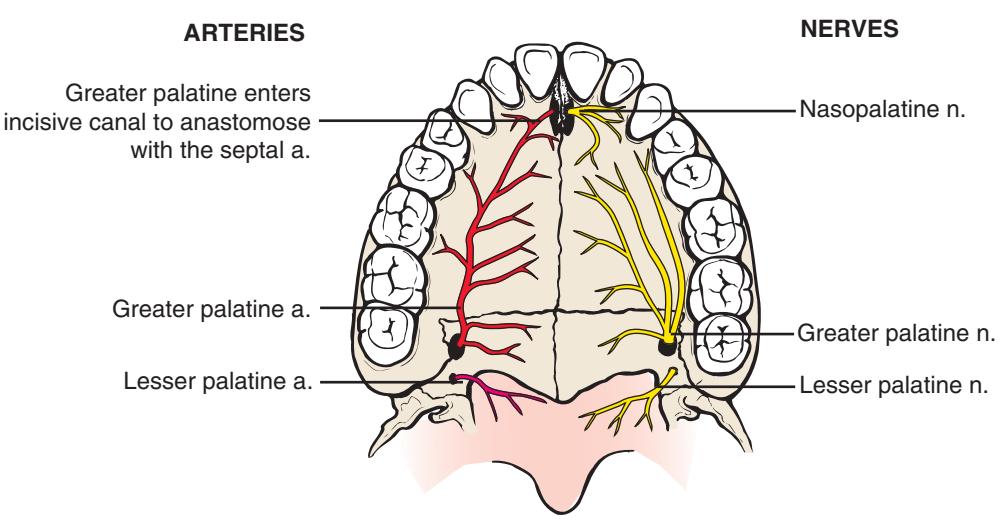 ARTERIES
NERVES
Greater palatine enters
incisive canal to anastomose
with the septal a.
Nasopalatine n.
Greater palatine a.
Greater palatine n.
Lesser palatine a.
Lesser palatine n.